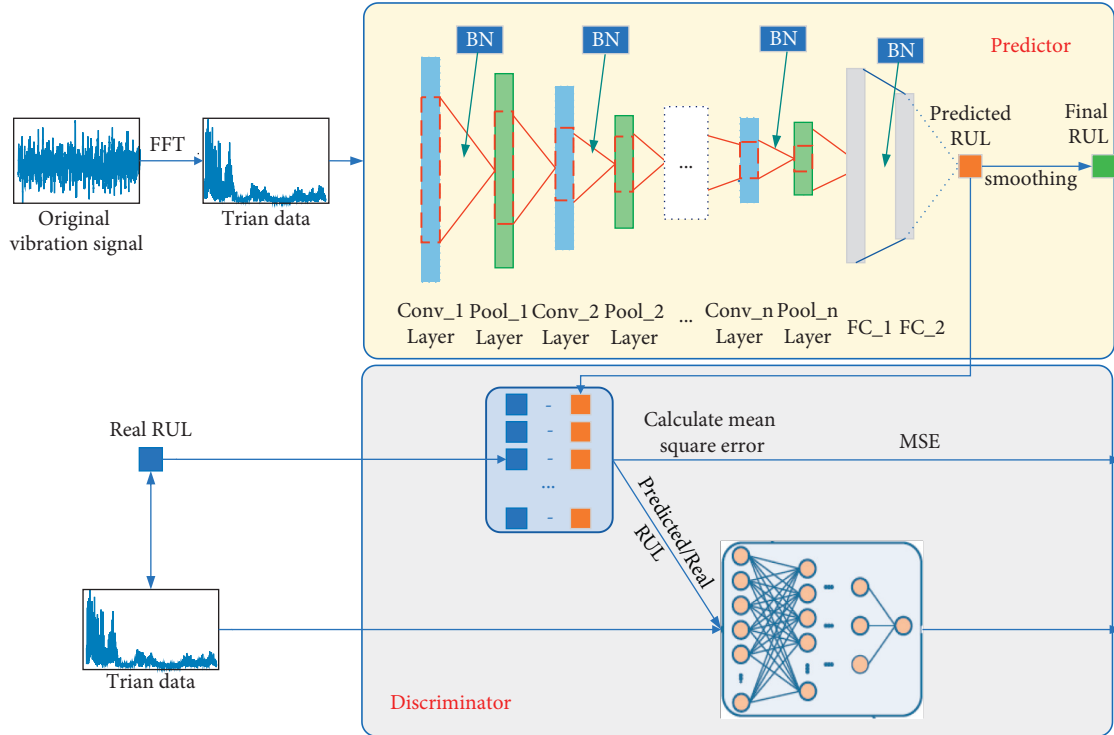 BN
BN
BN
BN
Predictor
FFT
Original
vibration signal
Trian data
...
Predicted
RUL
smoothing
Final
RUL
Conv_1
Layer
Pool_1
Layer
Conv_2
Layer
Pool_2
Layer
...
Conv_n
Layer
Pool_n
Layer
FC_1
FC_2
Real RUL
Trian data
-
-
-
...
-
Calculate mean
square error
MSE
Predicted/Real
RUL
Discriminator